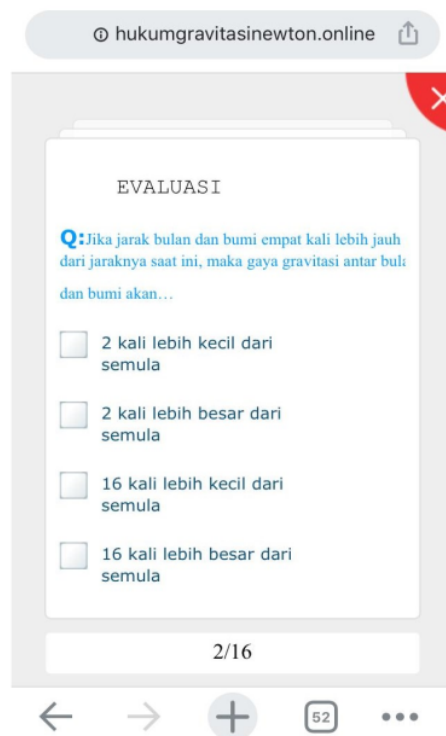 hukumgravitasinewton.online
EVALUASI
Q:Jika jarak bulan dan bumi empat kali lebih jauh
dari jaraknya saat ini, maka gaya gravitasi antar bula
dan bumi akan…
2 kali lebih kecil dari
semula
2 kali lebih besar dari
semula
16 kali lebih kecil dari
semula
16 kali lebih besar dari
semula
2/16
52